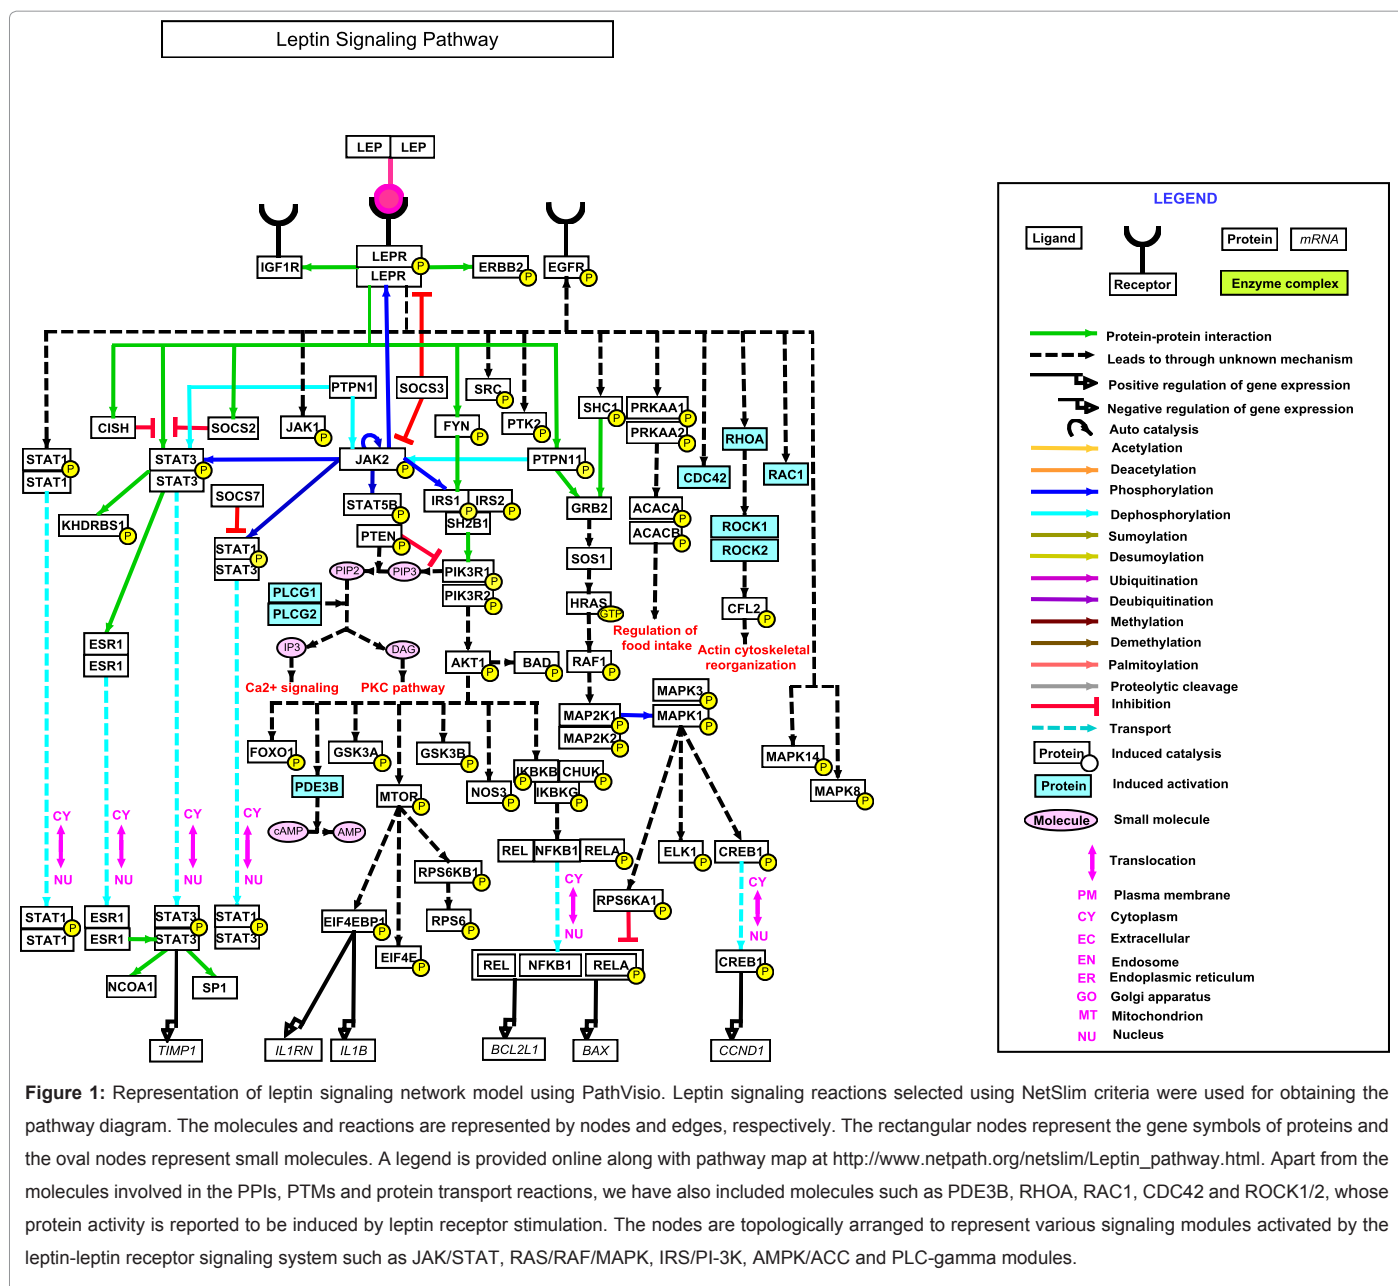 Leptin Signaling Pathway
LEP LEP
IGF1R
LEPR
P
LEPR
ERBB2
P
EGFR
P
PTPN1
SOCS3
SRC
P
CISH
SOCS2
JAK1
P
FYN
P
PTK2
P
SHC1
P
PRKAA1
P
PRKAA2
P
RHOA
STAT1
P
STAT1
STAT3
P
STAT3
JAK2
P
PTPN11
P
CDC42
RAC1
KHDRBS1
P
SOCS7
STAT5B
P
IRS1
P
IRS2
P
SH2B1
GRB2
ACACA
P
ACACB
P
ROCK1
ROCK2
STAT1
P
STAT3
PTEN
P
PIP2
PIP3
PIK3R1
P
PIK3R2
P
SOS1
PLCG1
PLCG2
HRAS
GTP
CFL2
P
ESR1
ESR1
IP3
DAG
AKT1
P
BAD
P
RAF1
P
Regulation of
food intake
Actin cytoskeletal
reorganization
Ca2+ signaling
PKC pathway
MAPK3
P
MAPK1
P
MAP2K1
P
MAP2K2
P
FOXO1
P
GSK3A
P
GSK3B
P
MAPK14
P
MAPK8
P
PDE3B
MTOR
P
NOS3
P
IKBKB
P
CHUK
P
IKBKG
P
cAMP
AMP
CY
NU
CY
NU
CY
NU
CY
NU
REL NFKB1 RELA
P
ELK1
P
CREB1
P
RPS6KB1
P
RPS6
P
CY
NU
RPS6KA1
P
CY
NU
STAT1
P
STAT1
ESR1
ESR1
STAT3
P
STAT3
P
STAT1
P
STAT3
P
EIF4EBP1
P
EIF4E
P
REL NFKB1 RELA
P
CREB1
P
NCOA1
SP1
TIMP1
IL1RN
IL1B
BCL2L1
BAX
CCND1
LEGEND
Ligand
Receptor
Protein
mRNA
Enzyme complex
Protein-protein interaction
Leads to through unknown mechanism
Positive regulation of gene expression
Negative regulation of gene expression
Auto catalysis
Acetylation
Deacetylation
Phosphorylation
Dephosphorylation
Sumoylation
Desumoylation
Ubiquitination
Deubiquitination
Methylation
Demethylation
Palmitoylation
Proteolytic cleavage
Inhibition
Transport
Protein Induced catalysis
Protein Induced activation
Molecule Small molecule
Translocation
PM Plasma membrane
CY Cytoplasm
EC Extracellular
EN Endosome
ER Endoplasmic reticulum
GO Golgi apparatus
MT Mitochondrion
NU Nucleus
Figure 1: Representation of leptin signaling network model using PathVisio. Leptin signaling reactions selected using NetSlim criteria were used for obtaining the
pathway diagram. The molecules and reactions are represented by nodes and edges, respectively. The rectangular nodes represent the gene symbols of proteins and
the oval nodes represent small molecules. A legend is provided online along with pathway map at http://www.netpath.org/netslim/Leptin_pathway.html. Apart from the
molecules involved in the PPIs, PTMs and protein transport reactions, we have also included molecules such as PDE3B, RHOA, RAC1, CDC42 and ROCK1/2, whose
protein activity is reported to be induced by leptin receptor stimulation. The nodes are topologically arranged to represent various signaling modules activated by the
leptin-leptin receptor signaling system such as JAK/STAT, RAS/RAF/MAPK, IRS/PI-3K, AMPK/ACC and PLC-gamma modules.